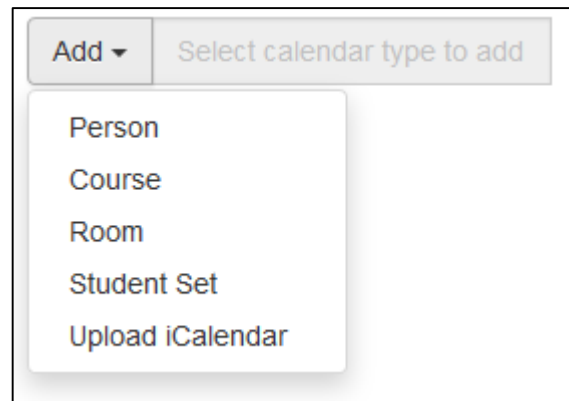 Add Select calendar type to add
Person
Course
Room
Student Set
Upload iCalendar